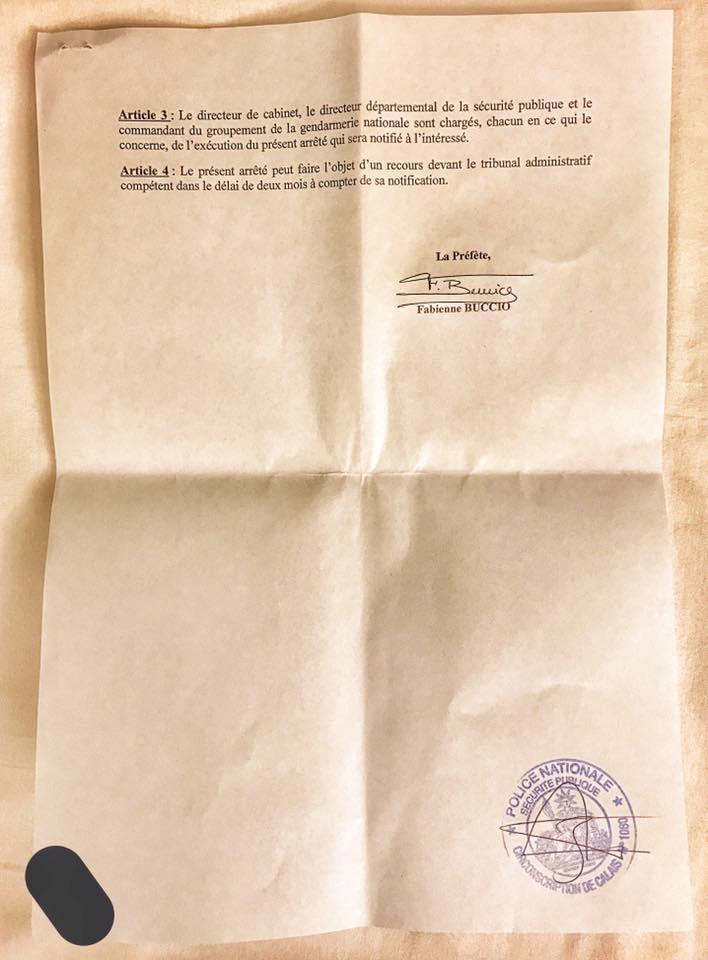 Article 3 : Le directeur de cabinet, le directeur départemental de la sécurité publique et le
commandant du groupement de la gendarmerie nationale sont chargés, chacun en ce qui le
concerne, de l'exécution du présent arrêté qui sera notifié à l'intéressé.
Article 4 : Le présent arrêté peut faire l'objet d'un recours devant le tribunal administratif
compétent dans le délai de deux mois à compter de sa notification.
La Préfète,
Fabienne BUCCIO
POLICE NATIONALE
SÉCURITÉ PUBLIQUE
CIRCONSCRIPTION DE CALAIS
1060